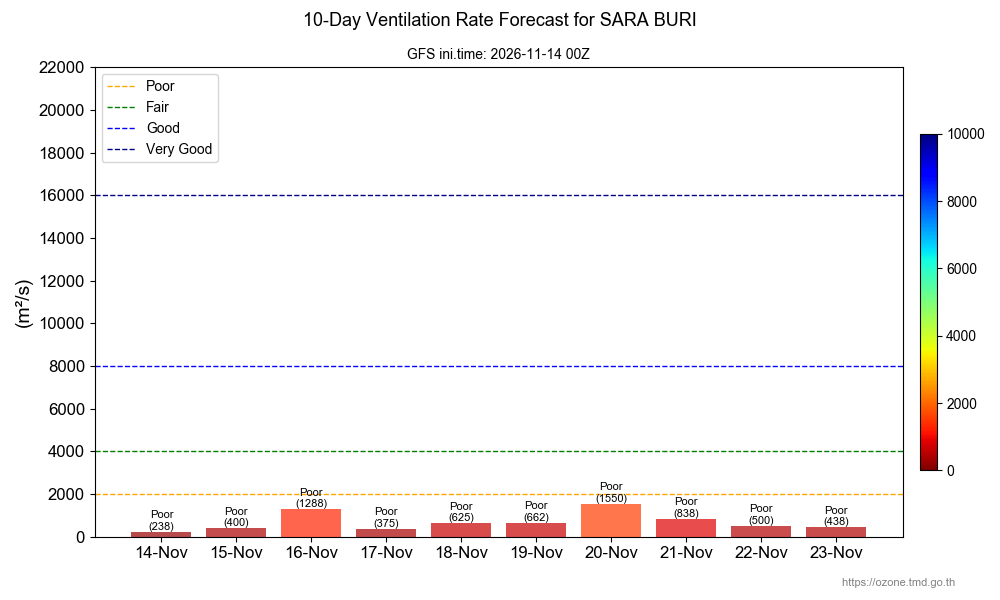 10-Day Ventilation Rate Forecast for SARA BURI
GFS ini.time: 2026-11-14 00Z
22000
20000
18000
16000
14000
12000
10000
8000
6000
4000
2000
0
(m²/s)
Poor
Fair
Good
Very Good
Poor
(238)
Poor
(400)
Poor
(1288)
Poor
(375)
Poor
(625)
Poor
(662)
Poor
(1550)
Poor
(838)
Poor
(500)
Poor
(438)
14-Nov 15-Nov 16-Nov 17-Nov 18-Nov 19-Nov 20-Nov 21-Nov 22-Nov 23-Nov
10000
8000
6000
4000
2000
0
https://ozone.tmd.go.th